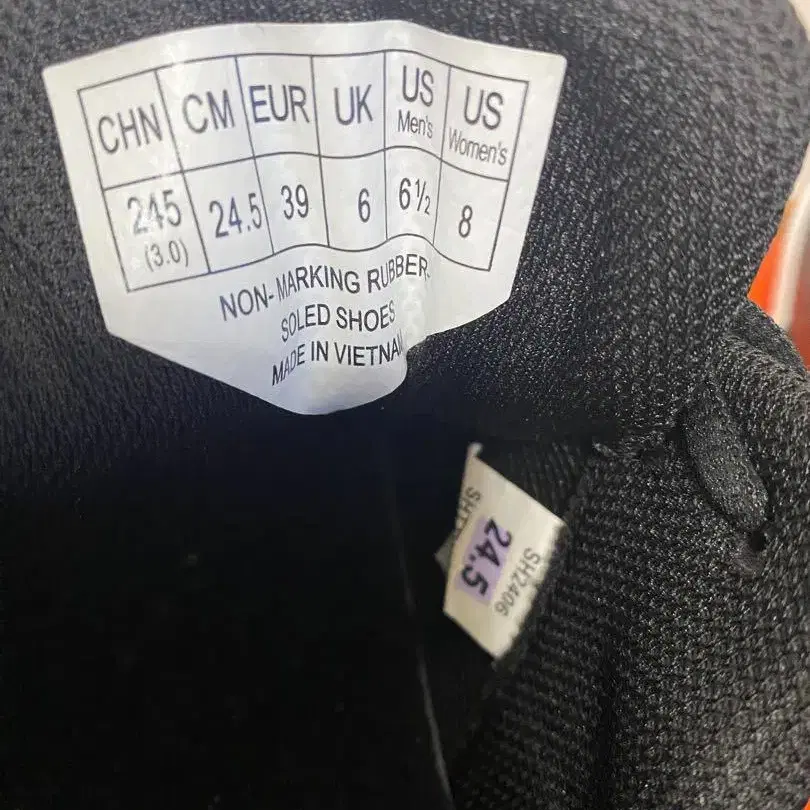 CHN CM EUR UK US Men's US Women's
245 (3.0) 24.5 39 6 6½ 8
NON-MARKING RUBBER
SOLED SHOES
MADE IN
24.5
SH2406